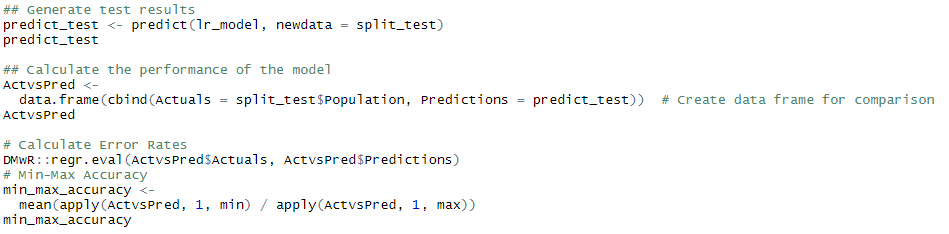 ## Generate test results
predict_test <- predict(lr_model, newdata = split_test)
predict_test
## Calculate the performance of the model
ActvsPred <-
  data.frame(cbind(Actuals = split_test$Population, Predictions = predict_test))  # Create data frame for comparison
ActvsPred
# Calculate Error Rates
DMwR::regr.eval(ActvsPred$Actuals, ActvsPred$Predictions)
# Min-Max Accuracy
min_max_accuracy <-
  mean(apply(ActvsPred, 1, min) / apply(ActvsPred, 1, max))
min_max_accuracy